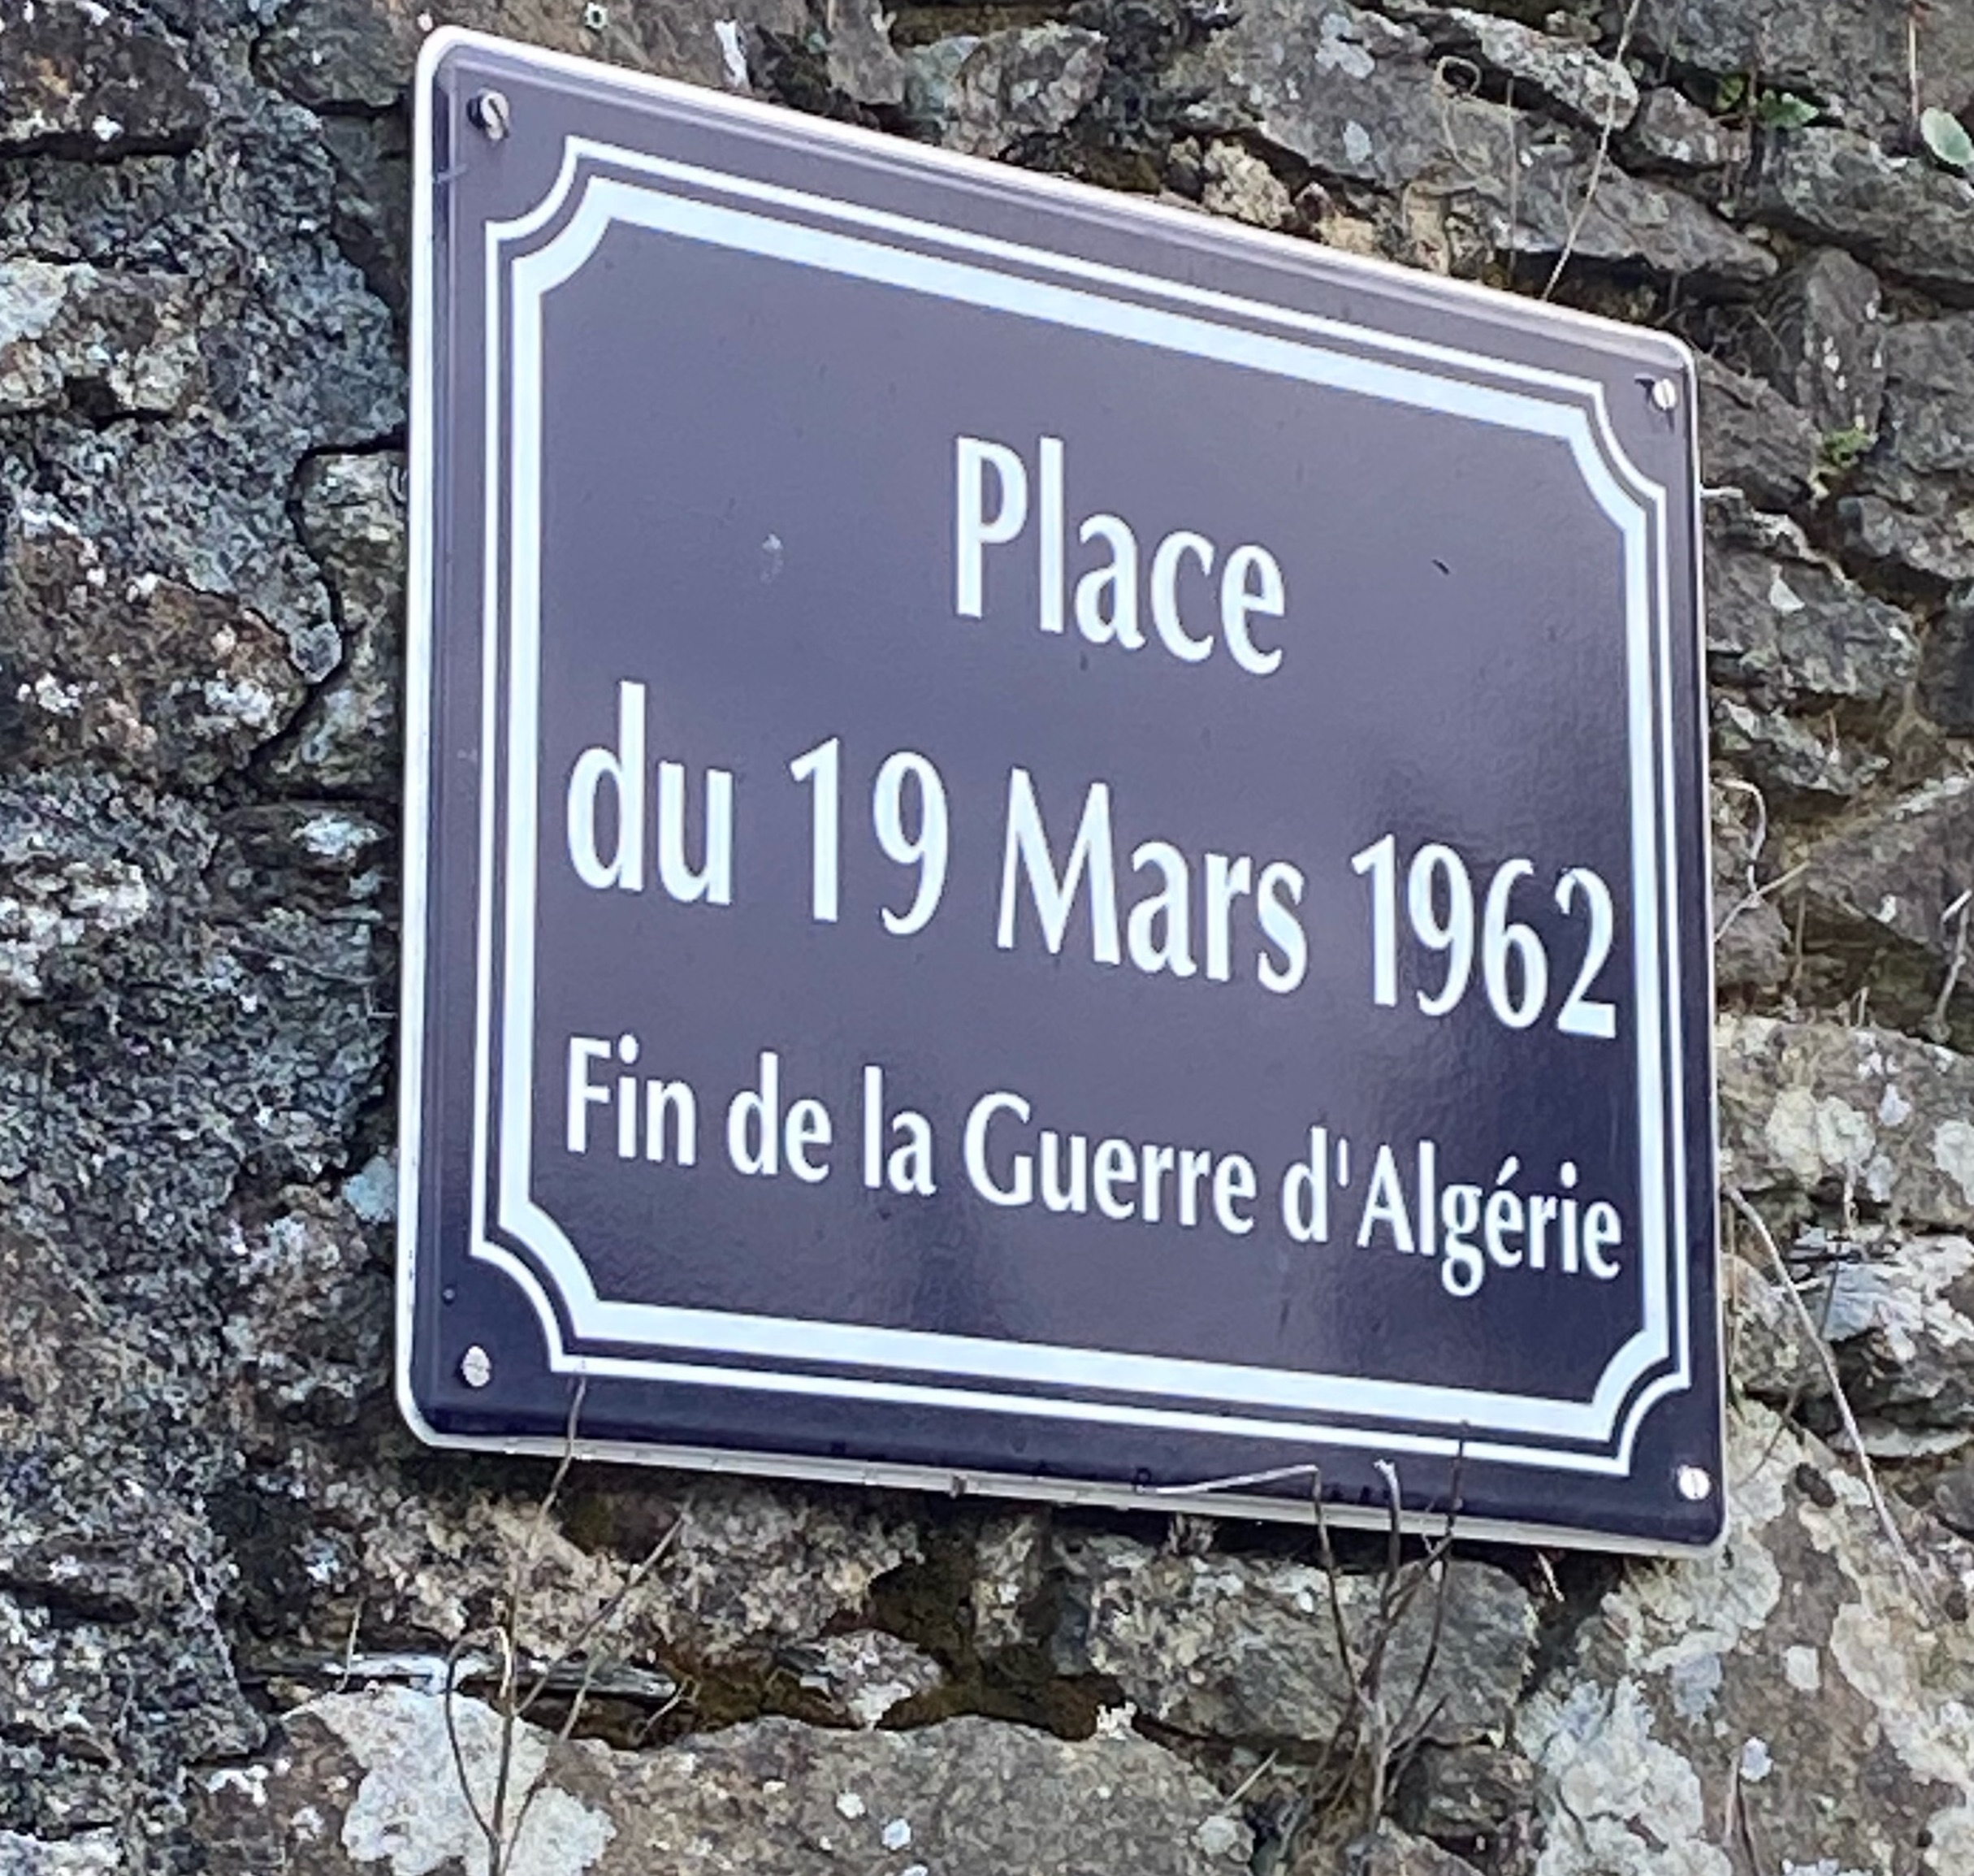 Place
du 19 Mars 1962
Fin de la Guerre d'Algérie